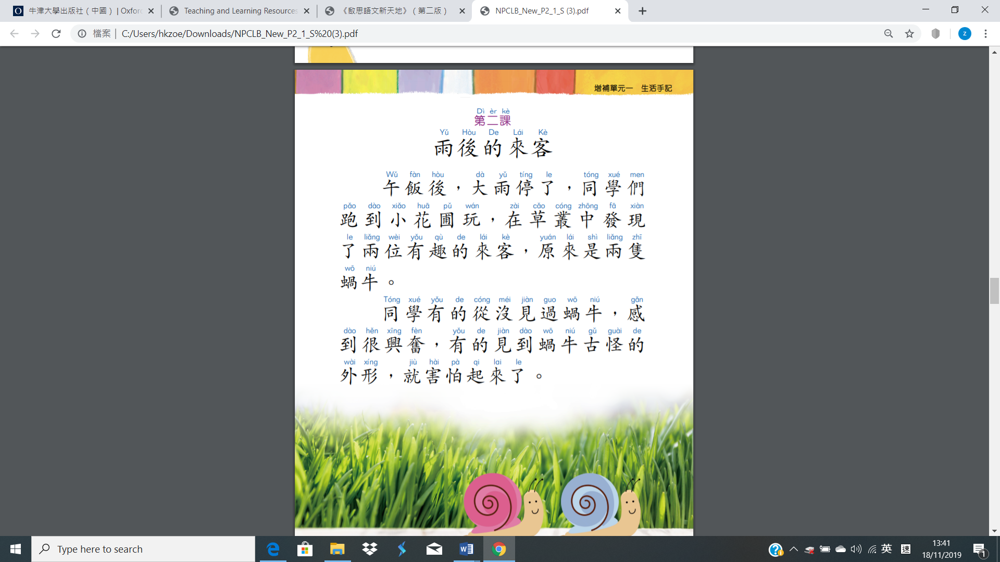 牛津大學出版社（中國）| Oxford
Teaching and Learning Resources
《啟思語文新天地》（第二版）
NPCLB_New_P2_1_S (3).pdf
檔案 | C:/Users/hkzoe/Downloads/NPCLB_New_P2_1_S%20(3).pdf
z
增補單元一 生活手記
Dì èr kè
第二課
Yǔ Hòu De Lái Kè
雨後的來客
Wǔ fàn hòu dà yǔ tíng le tóng xué men
午飯後，大雨停了，同學們
pǎo dào xiǎo huā pǔ wán zài cǎo cóng zhōng fā xiàn
跑到小花圃玩，在草叢中發現
le liǎng wèi yǒu qù de lái kè yuán lái shì liǎng zhī
了兩位有趣的來客，原來是兩隻
wō niú
蝸牛。
Tóng xué yǒu de cóng méi jiàn guo wō niú gǎn
同學有的從沒見過蝸牛，感
dào hěn xīng fèn yǒu de jiàn dào wō niú gǔ guài de
到很興奮，有的見到蝸牛古怪的
wài xíng jiù hài pà qi lai le
外形，就害怕起來了。
Type here to search
英
速
13:41
18/11/2019
1